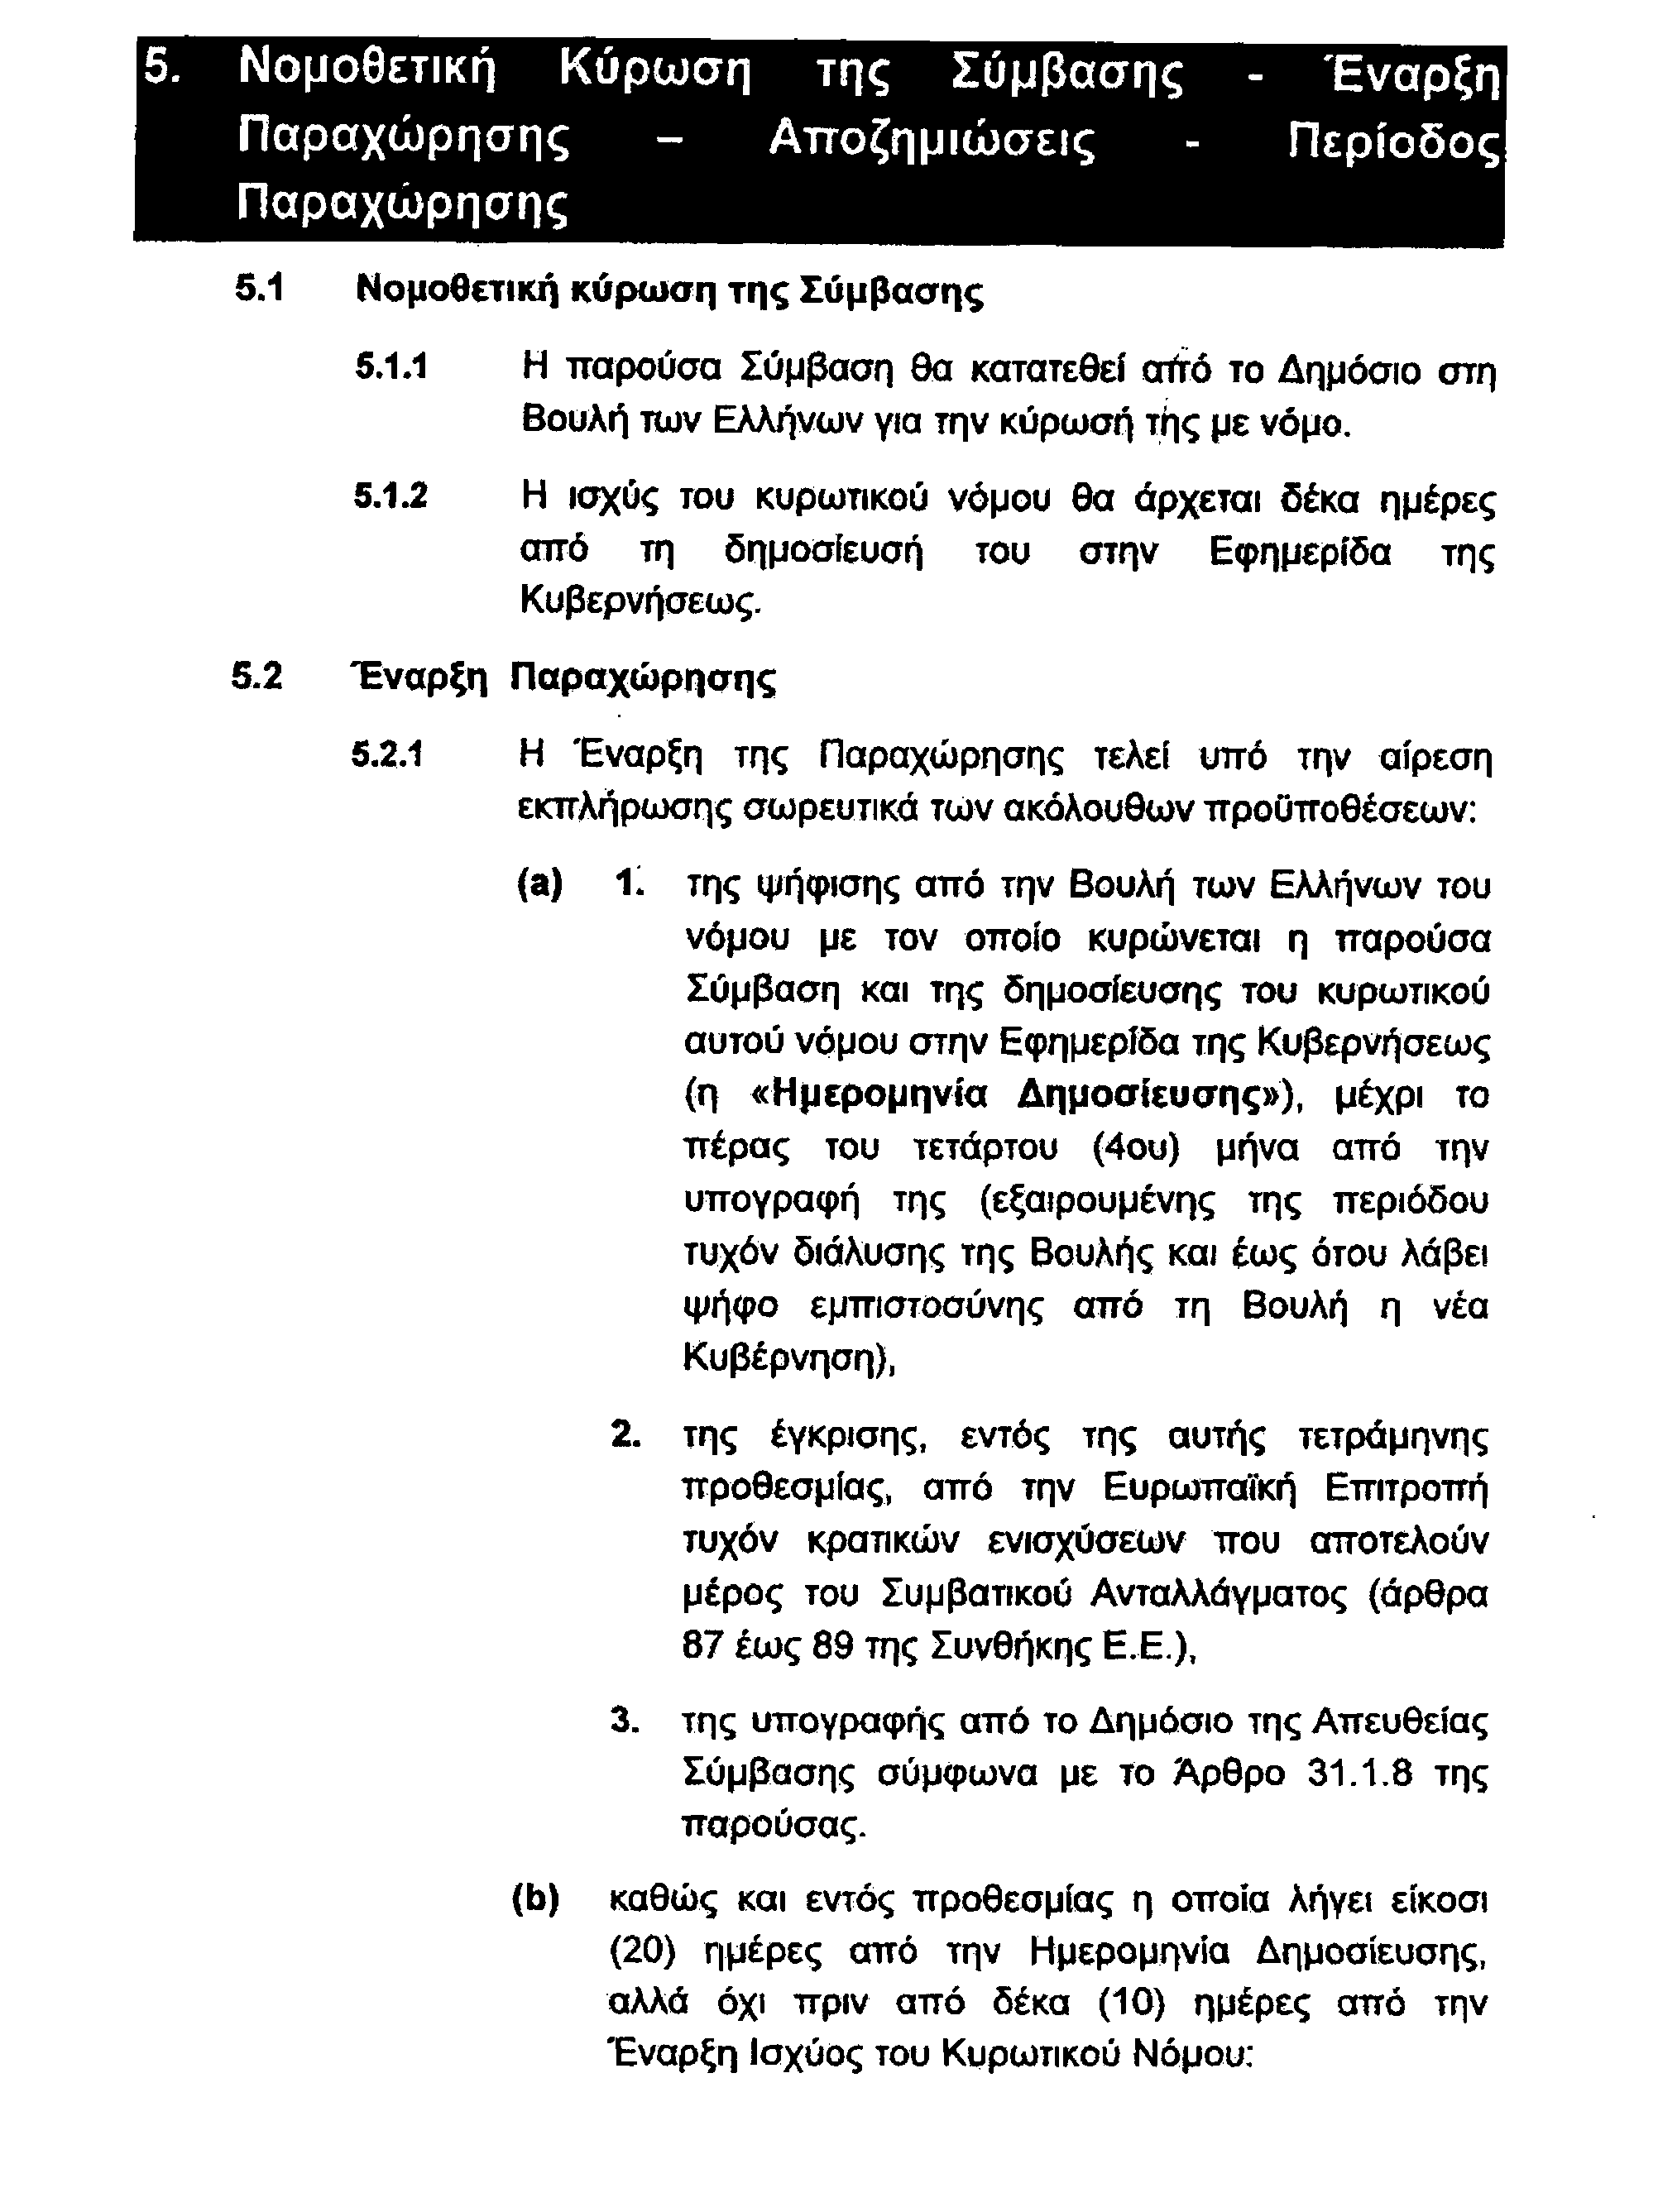 5. Νομοθετική Κύρωση της Σύμβασης - Έναρξη
Παραχώρησης – Αποζημιώσεις - Περίοδος
Παραχώρησης
5.1 Νομοθετική κύρωση της Σύμβασης
5.1.1 Η παρούσα Σύμβαση θα κατατεθεί από το Δημόσιο στη
Βουλή των Ελλήνων για την κύρωσή της με νόμο.
5.1.2 Η ισχύς του κυρωτικού νόμου θα άρχεται δέκα ημέρες
από τη δημοσίευσή του στην Εφημερίδα της
Κυβερνήσεως.
5.2 Έναρξη Παραχώρησης
5.2.1 Η Έναρξη της Παραχώρησης τελεί υπό την αίρεση
εκπλήρωσης σωρευτικά των ακόλουθων προϋποθέσεων:
(a) 1. της ψήφισης από την Βουλή των Ελλήνων του
νόμου με τον οποίο κυρώνεται η παρούσα
Σύμβαση και της δημοσίευσης του κυρωτικού
αυτού νόμου στην Εφημερίδα της Κυβερνήσεως
(η «Ημερομηνία Δημοσίευσης»), μέχρι το
πέρας του τετάρτου (4ου) μήνα από την
υπογραφή της (εξαιρουμένης της περιόδου
τυχόν διάλυσης της Βουλής και έως ότου λάβει
ψήφο εμπιστοσύνης από τη Βουλή η νέα
Κυβέρνηση),
2. της έγκρισης, εντός της αυτής τετράμηνης
προθεσμίας, από την Ευρωπαϊκή Επιτροπή
τυχόν κρατικών ενισχύσεων που αποτελούν
μέρος του Συμβατικού Ανταλλάγματος (άρθρα
87 έως 89 της Συνθήκης Ε.Ε.),
3. της υπογραφής από το Δημόσιο της Απευθείας
Σύμβασης σύμφωνα με το Άρθρο 31.1.8 της
παρούσας.
(b) καθώς και εντός προθεσμίας η οποία λήγει είκοσι
(20) ημέρες από την Ημερομηνία Δημοσίευσης,
αλλά όχι πριν από δέκα (10) ημέρες από την
Έναρξη Ισχύος του Κυρωτικού Νόμου: